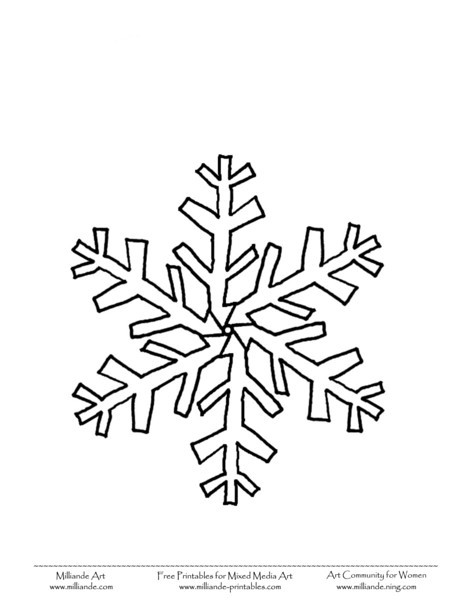 Milliande Art
www.milliande.com
Free Printables for Mixed Media Art
www.milliande-printables.com
Art Community for Women
www.milliande.ning.com